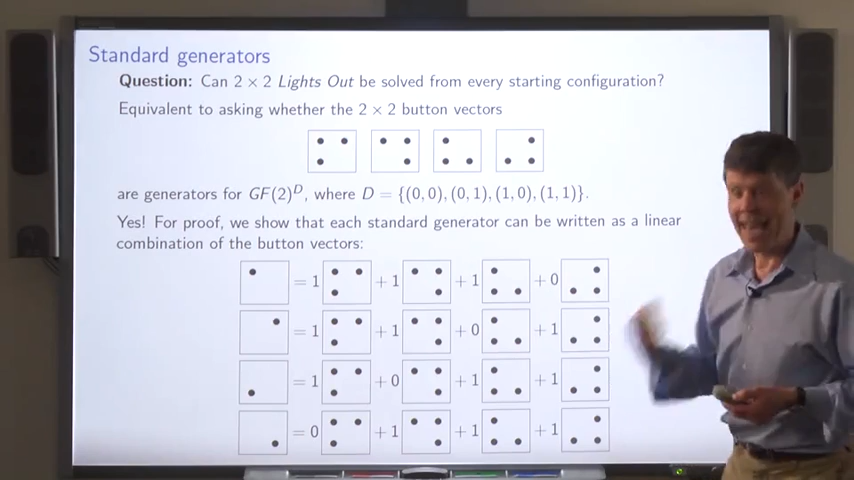 Standard generators
Question: Can 2 × 2 Lights Out be solved from every starting configuration?
Equivalent to asking whether the 2 × 2 button vectors
are generators for GF(2)^D, where D = {(0, 0), (0, 1), (1, 0), (1, 1)}.
Yes! For proof, we show that each standard generator can be written as a linear
combination of the button vectors:
= 1 + 1 + 1 + 0
= 1 + 1 + 0 + 1
= 1 + 0 + 1 + 1
= 0 + 1 + 1 + 1